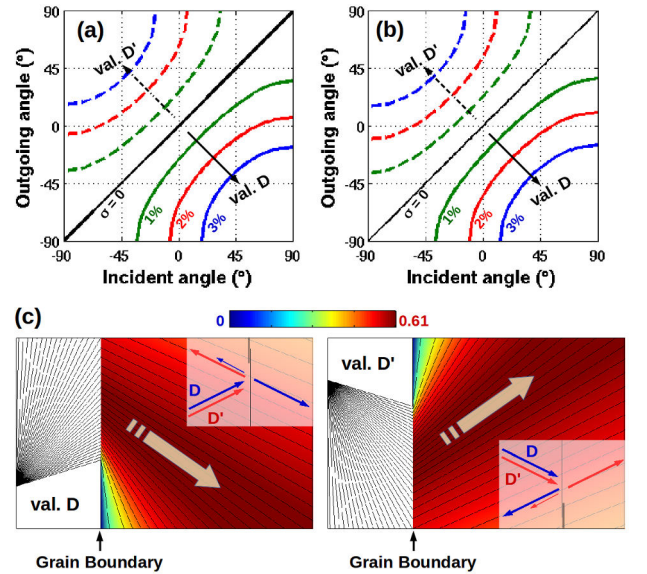 (a)
(b)
Outgoing angle (°)
Outgoing angle (°)
90
45
0
-45
-90
90
45
0
-45
-90
val. D'
val. D
σ = 0
1%
2%
3%
val. D'
val. D
σ = 0
1%
2%
3%
-90
-45
0
45
90
-90
-45
0
45
90
Incident angle (°)
Incident angle (°)
(c)
0
0.61
D
D'
val. D
val. D'
D
D'
Grain Boundary
Grain Boundary